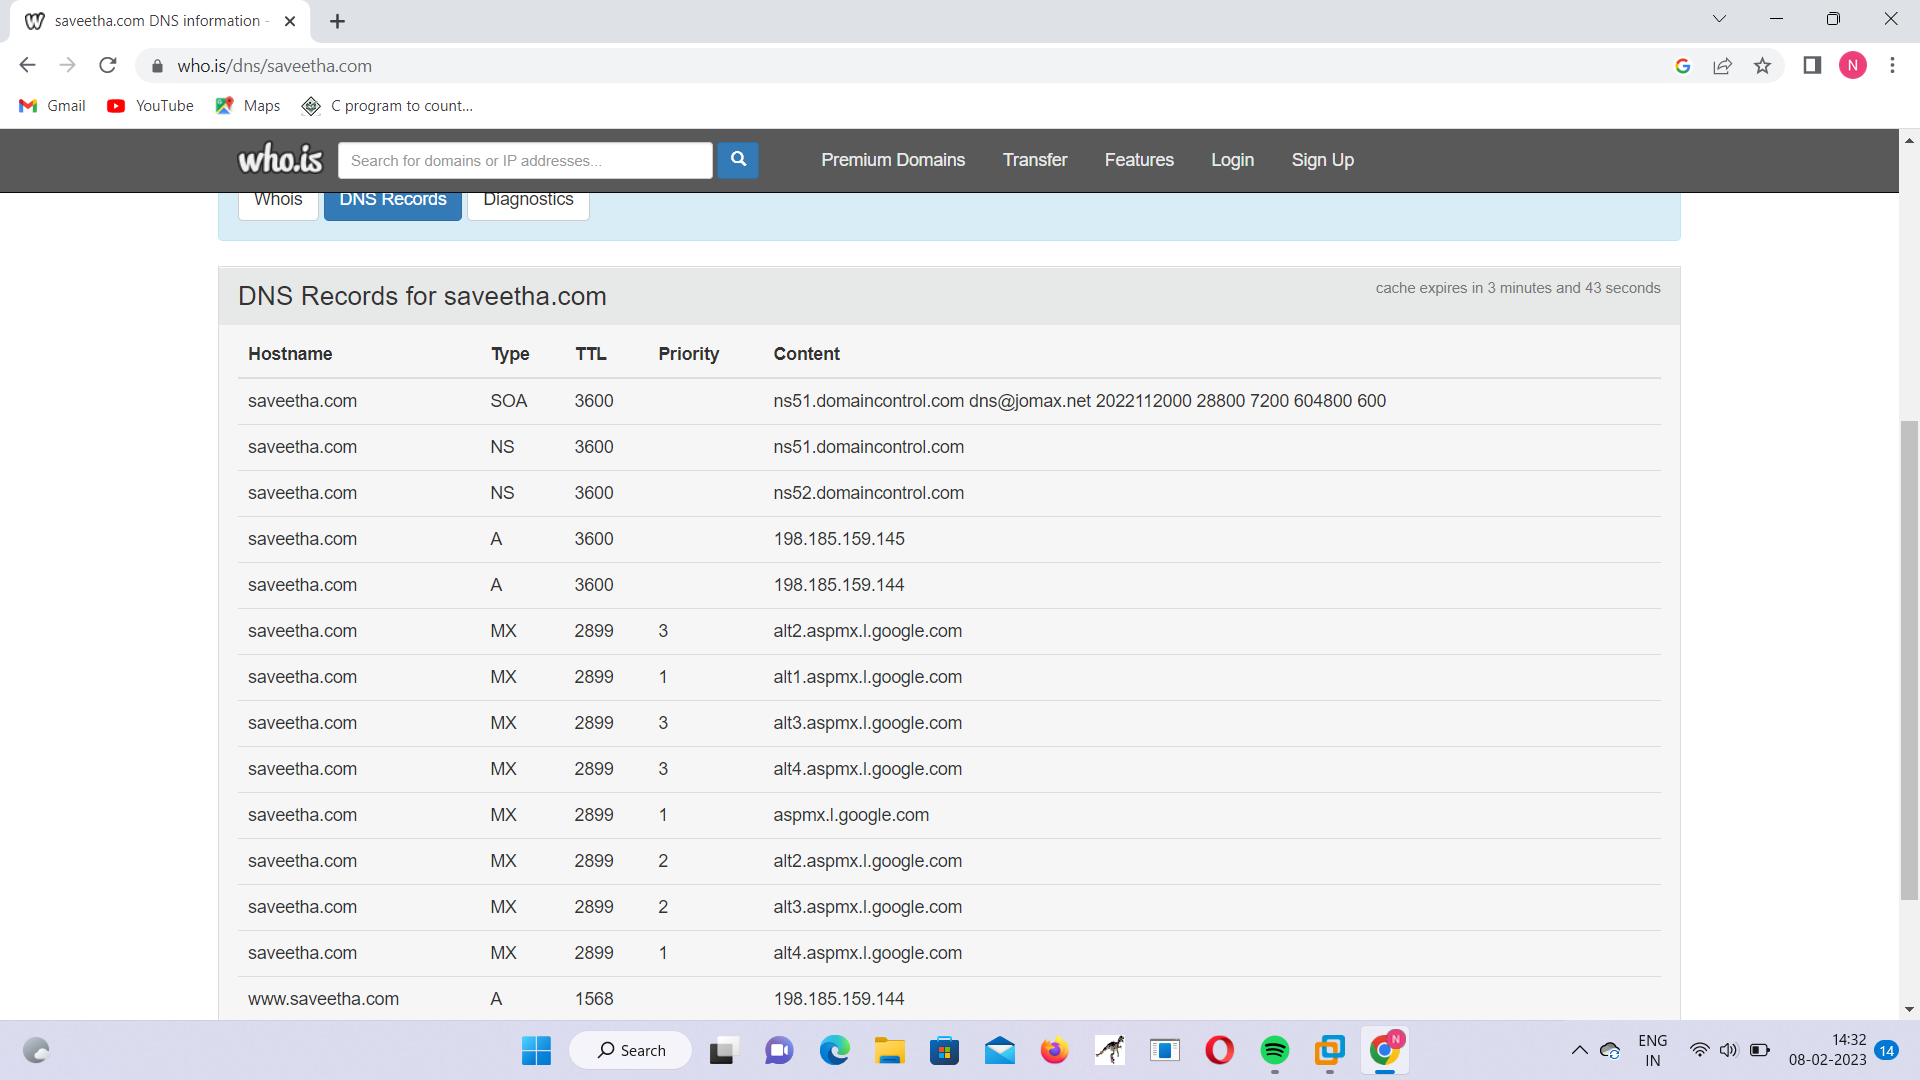 saveetha.com DNS information -
who.is/dns/saveetha.com
N
Gmail YouTube Maps C program to count...
who.is Search for domains or IP addresses... Premium Domains Transfer Features Login Sign Up
Whois DNS Records Diagnostics
DNS Records for saveetha.com cache expires in 3 minutes and 43 seconds
Hostname Type TTL Priority Content
saveetha.com SOA 3600 ns51.domaincontrol.com dns@jomax.net 2022112000 28800 7200 604800 600
saveetha.com NS 3600 ns51.domaincontrol.com
saveetha.com NS 3600 ns52.domaincontrol.com
saveetha.com A 3600 198.185.159.145
saveetha.com A 3600 198.185.159.144
saveetha.com MX 2899 3 alt2.aspmx.l.google.com
saveetha.com MX 2899 1 alt1.aspmx.l.google.com
saveetha.com MX 2899 3 alt3.aspmx.l.google.com
saveetha.com MX 2899 3 alt4.aspmx.l.google.com
saveetha.com MX 2899 1 aspmx.l.google.com
saveetha.com MX 2899 2 alt2.aspmx.l.google.com
saveetha.com MX 2899 2 alt3.aspmx.l.google.com
saveetha.com MX 2899 1 alt4.aspmx.l.google.com
www.saveetha.com A 1568 198.185.159.144
Search N ENG 14:32
IN 08-02-2023 14